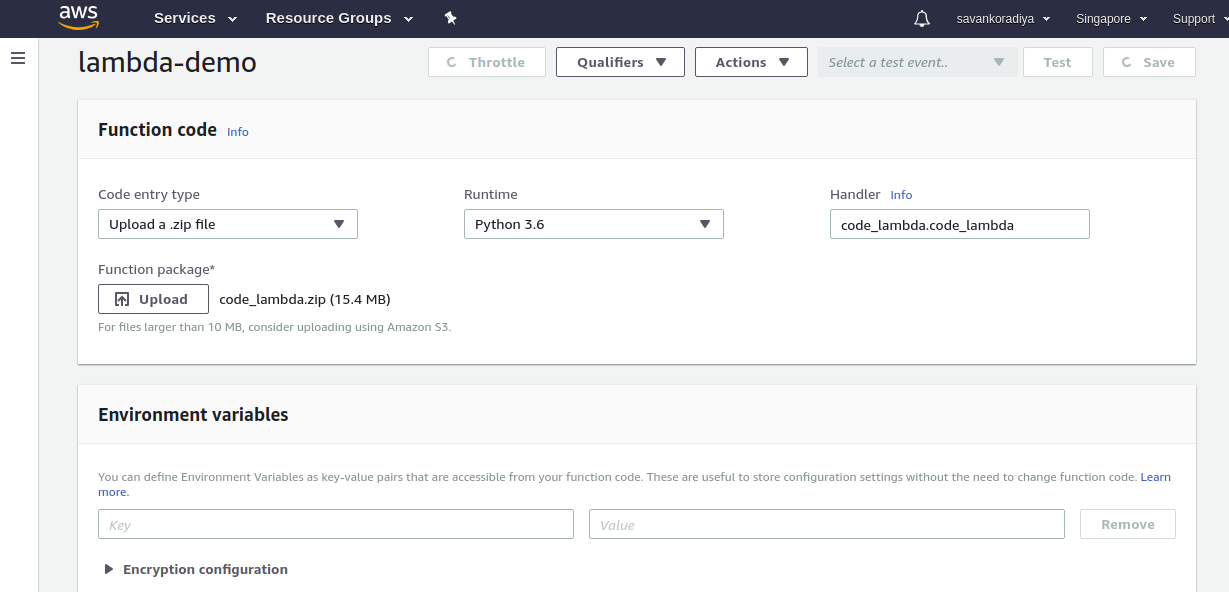 aws Services Resource Groups savankoradiya Singapore Support
lambda-demo Throttle Qualifiers Actions Select a test event.. Test Save
Function code Info
Code entry type Runtime Handler Info
Upload a .zip file Python 3.6 code_lambda.code_lambda
Function package*
Upload code_lambda.zip (15.4 MB)
For files larger than 10 MB, consider uploading using Amazon S3.
Environment variables
You can define Environment Variables as key-value pairs that are accessible from your function code. These are useful to store configuration settings without the need to change function code. Learn
more.
Key Value Remove
Encryption configuration